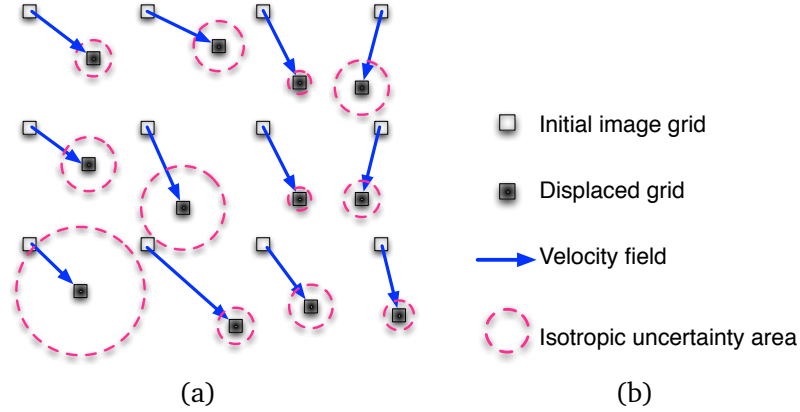 Initial image grid
Displaced grid
Velocity field
Isotropic uncertainty area
(a)
(b)